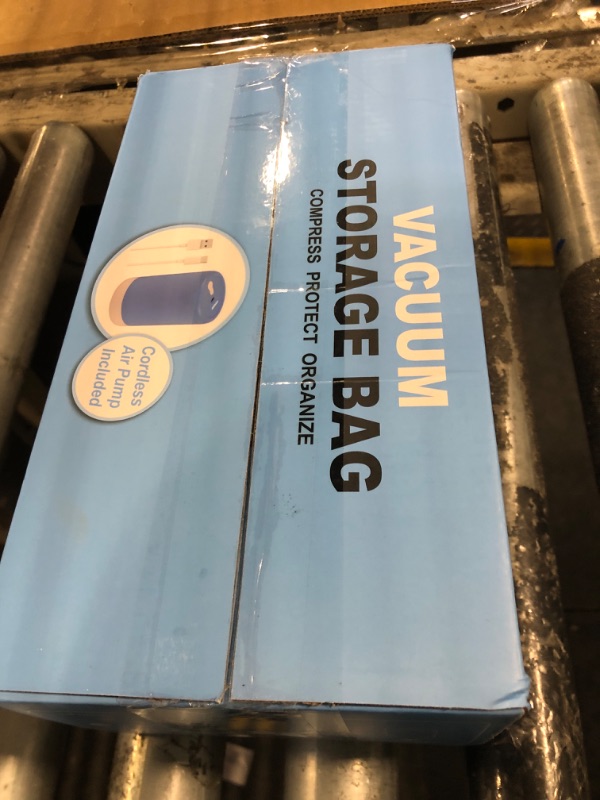 VACUUM
STORAGE BAG
COMPRESS PROTECT ORGANIZE
Cordless
Air Pump
Included